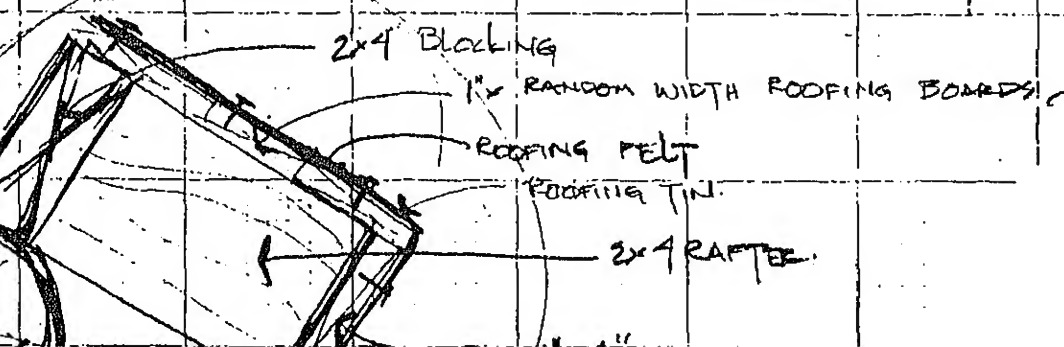 2x4 BLOCKING
1"x RANDOM WIDTH ROOFING BOARDS
ROOFING FELT
ROOFING TIN.
2x4 RAFTER.